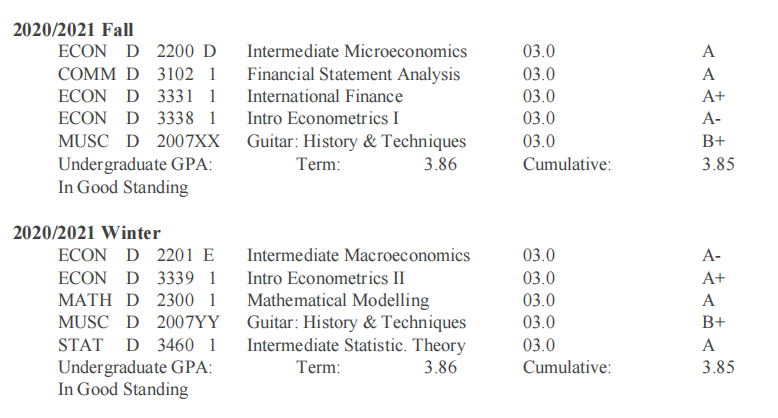 2020/2021 Fall
ECON D 2200 D Intermediate Microeconomics 03.0 A
COMM D 3102 1 Financial Statement Analysis 03.0 A
ECON D 3331 1 International Finance 03.0 A+
ECON D 3338 1 Intro Econometrics I 03.0 A-
MUSC D 2007XX Guitar: History & Techniques 03.0 B+
Undergraduate GPA: Term: 3.86 Cumulative: 3.85
In Good Standing
2020/2021 Winter
ECON D 2201 E Intermediate Macroeconomics 03.0 A-
ECON D 3339 1 Intro Econometrics II 03.0 A+
MATH D 2300 1 Mathematical Modelling 03.0 A
MUSC D 2007YY Guitar: History & Techniques 03.0 B+
STAT D 3460 1 Intermediate Statistic. Theory 03.0 A
Undergraduate GPA: Term: 3.86 Cumulative: 3.85
In Good Standing